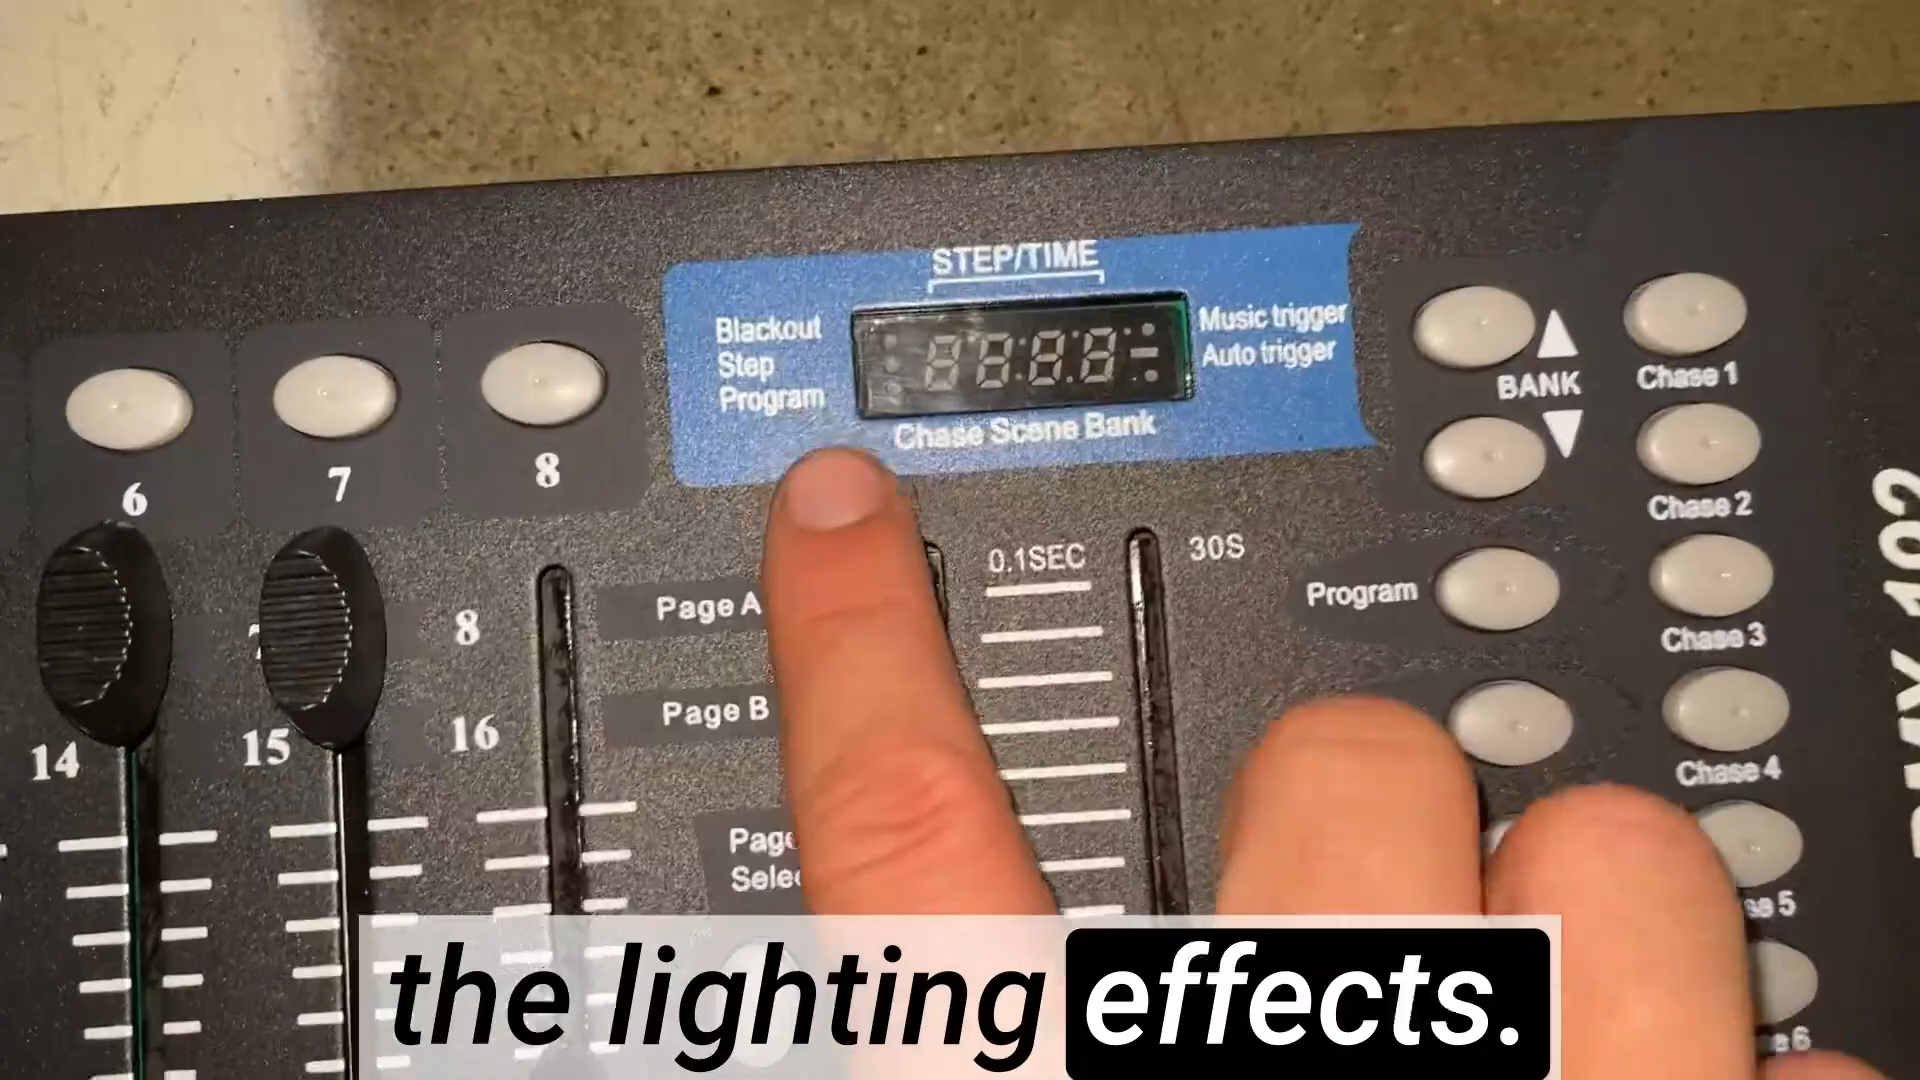 STEP/TIME
Blackout
Step
Program
Music trigger
Auto trigger
Chase Scene Bank
BANK
Chase 1
Chase 2
Chase 3
Chase 4
6
7
8
0.1SEC
30S
Program
Page A
Page B
8
14
15
16
the lighting effects.